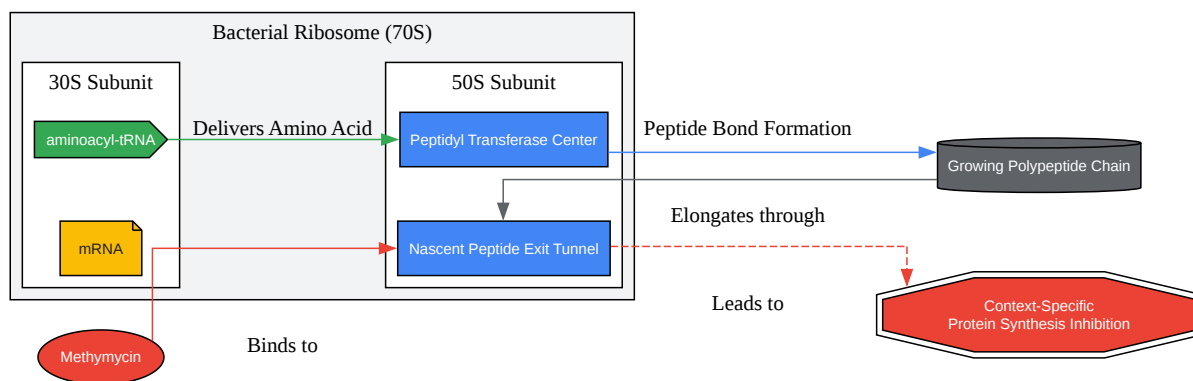 Bacterial Ribosome (70S)
30S Subunit
50S Subunit
aminoacyl-tRNA
Delivers Amino Acid
Peptidyl Transferase Center
Peptide Bond Formation
Growing Polypeptide Chain
mRNA
Nascent Peptide Exit Tunnel
Elongates through
Leads to
Context-Specific
Protein Synthesis Inhibition
Methymycin
Binds to